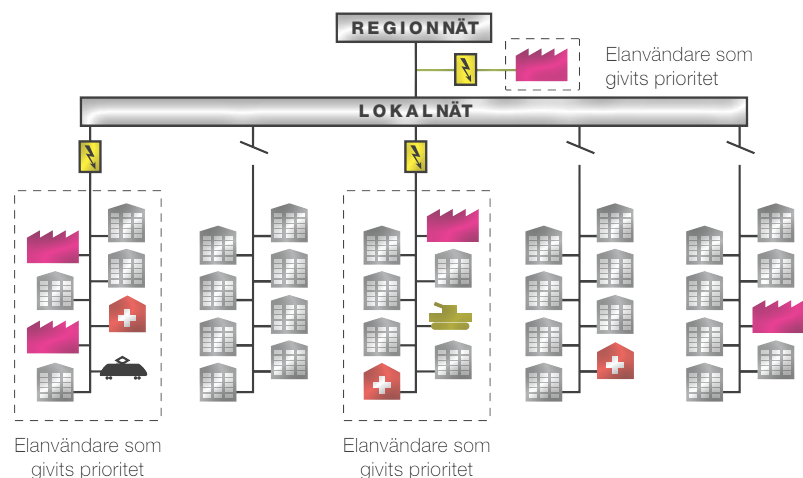 REGIONNÄT
Elanvändare som
givits prioritet
LOKALNÄT
Elanvändare som
givits prioritet
Elanvändare som
givits prioritet